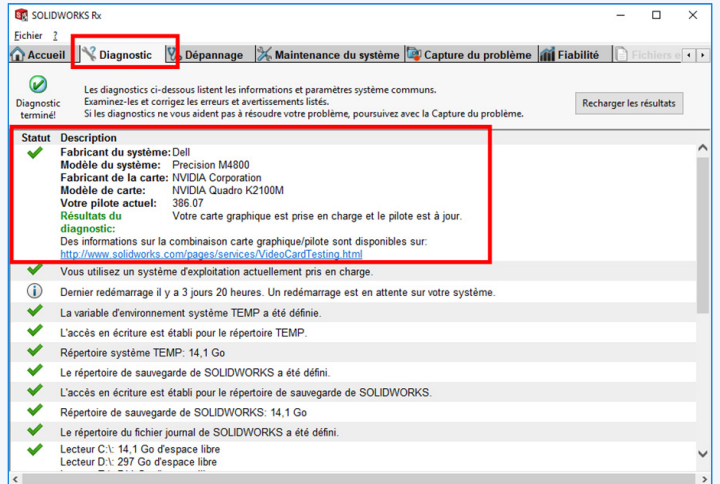 SOLIDWORKS Rx
Fichier ?
Accueil Diagnostic Dépannage Maintenance du système Capture du problème Fiabilité Fichiers e
Diagnostic terminé!
Les diagnostics ci-dessous listent les informations et paramètres système communs.
Examinez-les et corrigez les erreurs et avertissements listés.
Si les diagnostics ne vous aident pas à résoudre votre problème, poursuivez avec la Capture du problème.
Recharger les résultats
Statut Description
Fabricant du système: Dell
Modèle du système: Precision M4800
Fabricant de la carte: NVIDIA Corporation
Modèle de carte: NVIDIA Quadro K2100M
Votre pilote actuel: 386.07
Résultats du diagnostic: Votre carte graphique est prise en charge et le pilote est à jour.
Des informations sur la combinaison carte graphique/pilote sont disponibles sur:
http://www.solidworks.com/pages/services/VideoCardTesting.html
Vous utilisez un système d'exploitation actuellement pris en charge.
Dernier redémarrage il y a 3 jours 20 heures. Un redémarrage est en attente sur votre système.
La variable d'environnement système TEMP a été définie.
L'accès en écriture est établi pour le répertoire TEMP.
Répertoire système TEMP: 14,1 Go
Le répertoire de sauvegarde de SOLIDWORKS a été défini.
L'accès en écriture est établi pour le répertoire de sauvegarde de SOLIDWORKS.
Répertoire de sauvegarde de SOLIDWORKS: 14,1 Go
Le répertoire du fichier journal de SOLIDWORKS a été défini.
Lecteur C:\: 14,1 Go d'espace libre
Lecteur D:\: 297 Go d'espace libre